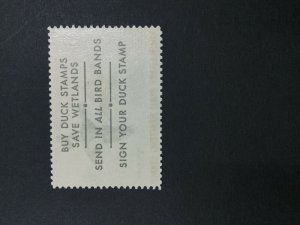 BUY DUCK STAMPS
SAVE WETLANDS
SEND IN ALL BIRD BANDS
SIGN YOUR DUCK STAMP